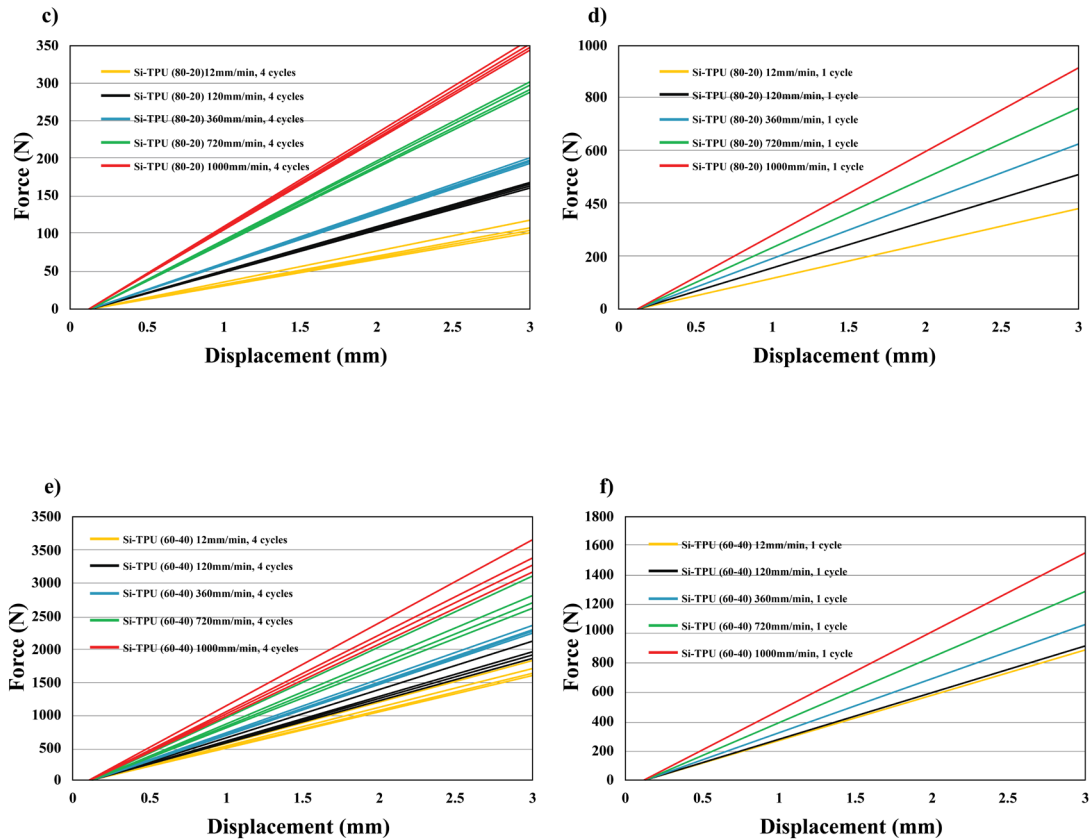 c)
350
300
250
200
150
100
50
0
Si-TPU (80-20)12mm/min, 4 cycles
Si-TPU (80-20) 120mm/min, 4 cycles
Si-TPU (80-20) 360mm/min, 4 cycles
Si-TPU (80-20) 720mm/min, 4 cycles
Si-TPU (80-20) 1000mm/min, 4 cycles
Force (N)
0 0.5 1 1.5 2 2.5 3
Displacement (mm)
d)
1000
800
600
450
200
0
Si-TPU (80-20) 12mm/min, 1 cycle
Si-TPU (80-20) 120mm/min, 1 cycle
Si-TPU (80-20) 360mm/min, 1 cycle
Si-TPU (80-20) 720mm/min, 1 cycle
Si-TPU (80-20) 1000mm/min, 1 cycle
Force (N)
0 0.5 1 1.5 2 2.5 3
Displacement (mm)
e)
3500
3500
3000
2500
2000
1500
1000
500
0
Si-TPU (60-40) 12mm/min, 4 cycles
Si-TPU (60-40) 120mm/min, 4 cycles
Si-TPU (60-40) 360mm/min, 4 cycles
Si-TPU (60-40) 720mm/min, 4 cycles
Si-TPU (60-40) 1000mm/min, 4 cycles
Force (N)
0 0.5 1 1.5 2 2.5 3
Displacement (mm)
f)
1800
1600
1400
1200
1000
800
600
400
200
0
Si-TPU (60-40) 12mm/min, 1 cycle
Si-TPU (60-40) 120mm/min, 1 cycle
Si-TPU (60-40) 360mm/min, 1 cycle
Si-TPU (60-40) 720mm/min, 1 cycle
Si-TPU (60-40) 1000mm/min, 1 cycle
Force (N)
0 0.5 1 1.5 2 2.5 3
Displacement (mm)